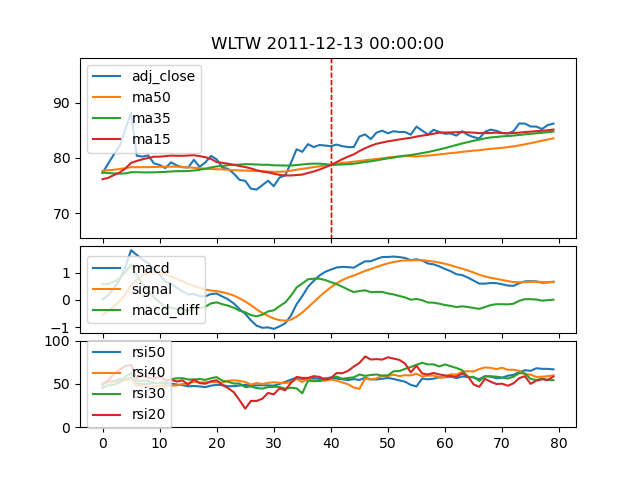 WLTW 2011-12-13 00:00:00
90
80
70
adj_close
ma50
ma35
ma15
1
0
−1
macd
signal
macd_diff
100
50
0
rsi50
rsi40
rsi30
rsi20
0 10 20 30 40 50 60 70 80